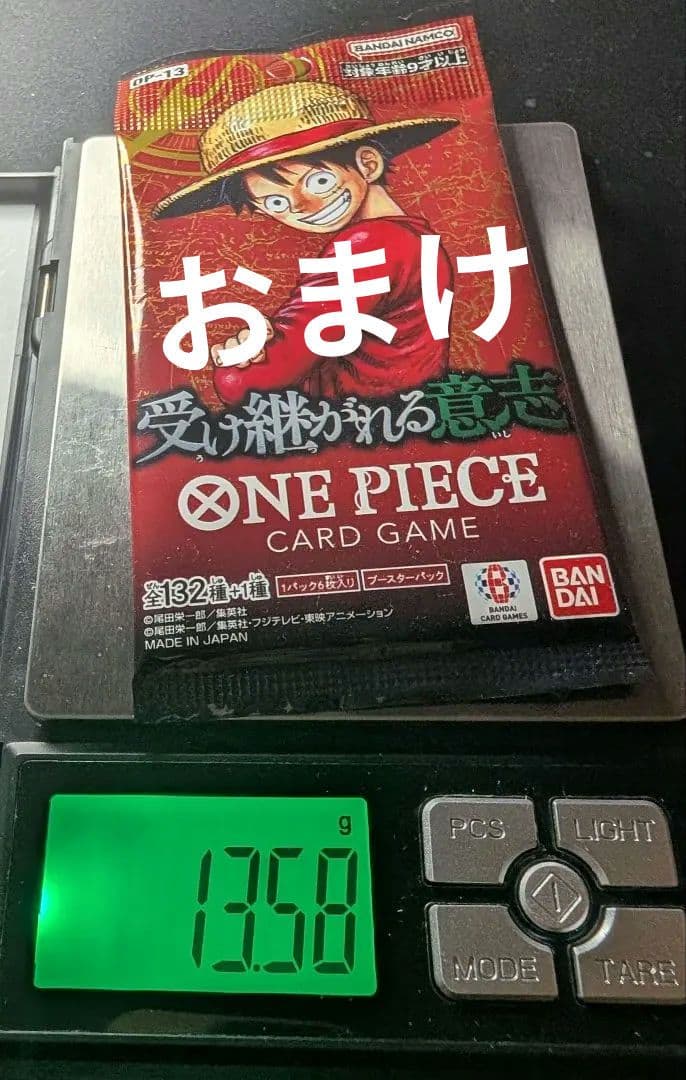 BANDAI NAMCO
OP-13
対象年齢9才以上
おまけ
受け継がれる意志
ONE PIECE
CARD GAME
全132種+1種
1パック6枚入り
ブースターパック
©尾田栄一郎/集英社
©尾田栄一郎/集英社・フジテレビ・東映アニメーション
MADE IN JAPAN
BANDAI
CARD GAMES
BAN
DAI
g
13.58
PCS
LIGHT
MODE
TARE